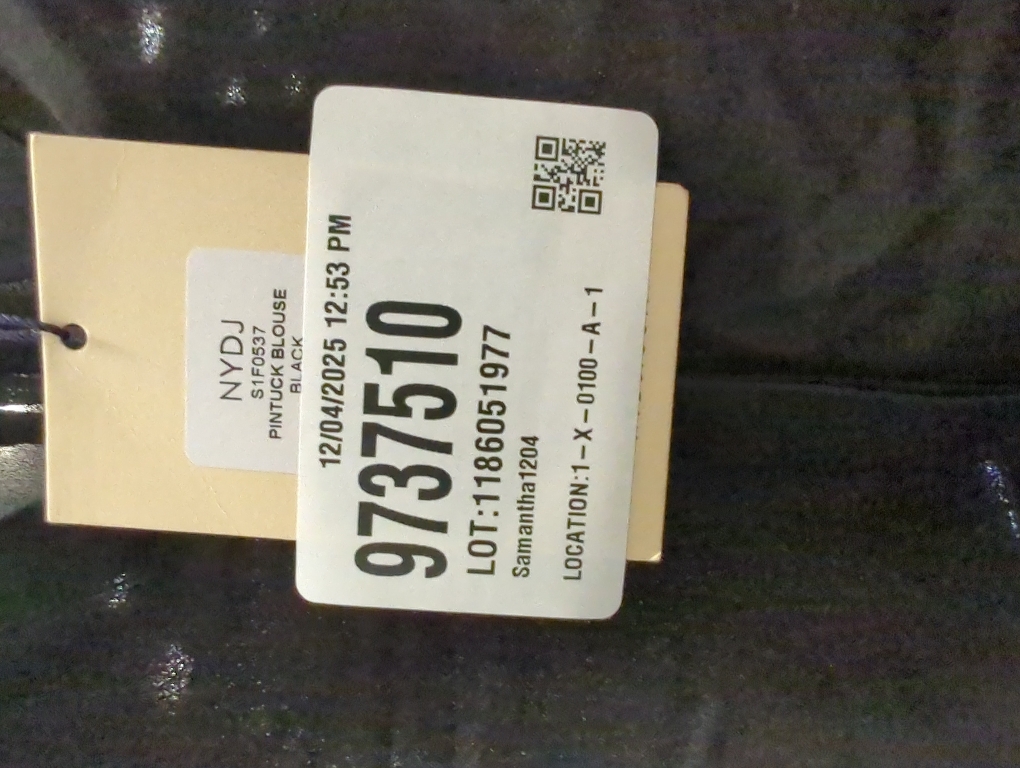 NYDJ
S1F0537
PINTUCK BLOUSE
BLACK
12/04/2025 12:53 PM
9737510
LOT:1186051977
Samantha1204
LOCATION:1-X-0100-A-1